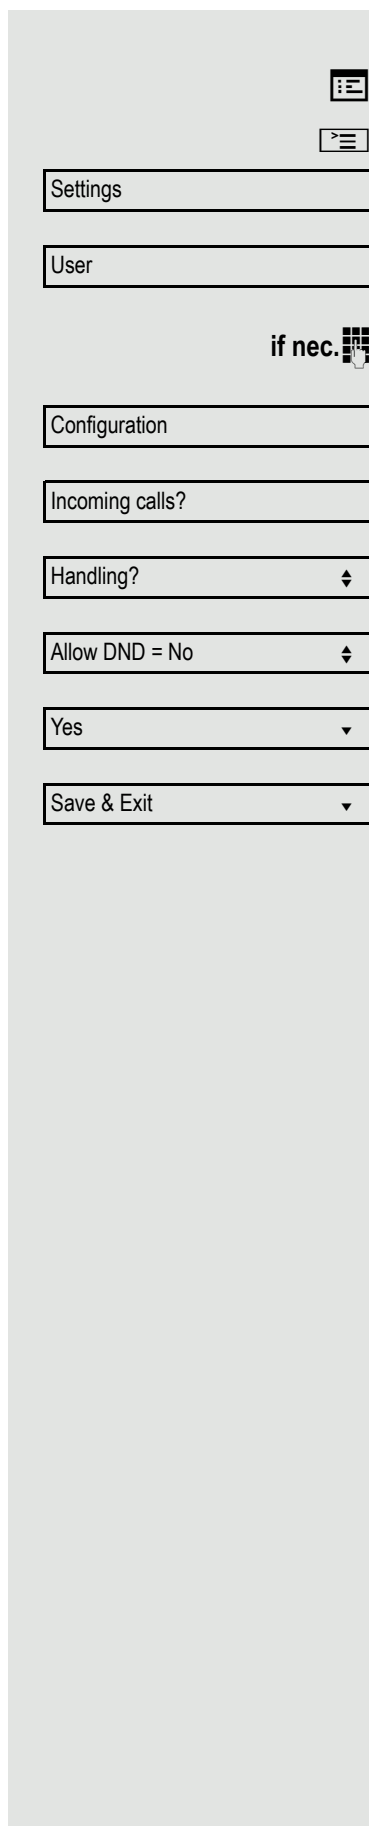 Settings
User
if nec.
Configuration
Incoming calls?
Handling?
Allow DND = No
Yes
Save & Exit